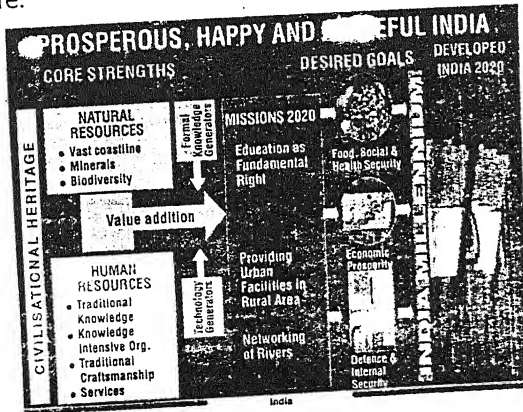 e.
PROSPEROUS, HAPPY AND EFUL INDIA
CORE STRENGTHS
DESIRED GOALS
DEVELOPED
INDIA 2020
CIVILISATIONAL HERITAGE
NATURAL
RESOURCES
• Vast coastline
• Minerals
• Biodiversity
Formal
Knowledge
Generators
Value addition
HUMAN
RESOURCES
• Traditional
Knowledge
• Knowledge
Intensive Org.
• Traditional
Craftsmanship
• Services
Technology
Generators
MISSIONS 2020
Education as
Fundamental
Right
Providing
Urban
Facilities in
Rural Area
Networking
of Rivers
Food, Social &
Health Security
Economic
Prosperity
Defence &
Internal
Security
INDIA MILLENNIUM
India